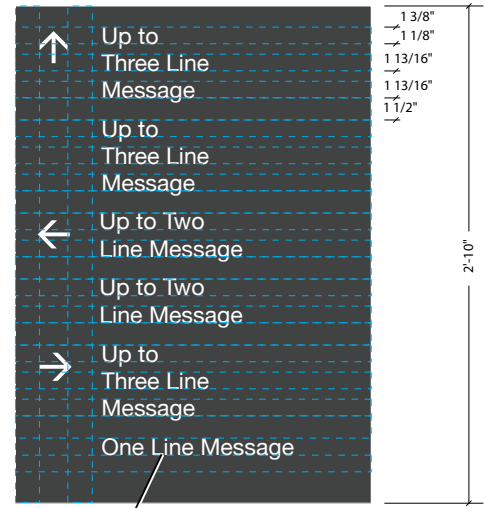 Up to
Three Line
Message
Up to
Three Line
Message
Up to Two
Line Message
Up to Two
Line Message
Up to
Three Line
Message
One Line Message
1 3/8"
1 1/8"
1 13/16"
1 13/16"
1 1/2"
2'-10"